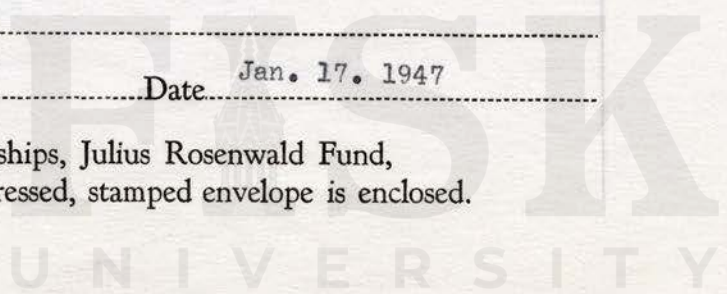 Date Jan. 17. 1947
ships, Julius Rosenwald Fund,
ressed, stamped envelope is enclosed.
FISK
UNIVERSITY